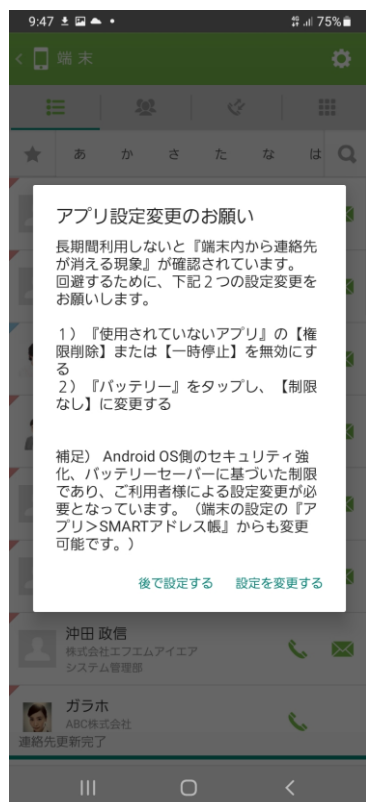 9:47
75%
端末
あ か さ た な は
アプリ設定変更のお願い
長期間利用しないと『端末内から連絡先
が消える現象』が確認されています。
回避するために、下記２つの設定変更を
お願いします。
１）『使用されていないアプリ』の【権
限削除】または【一時停止】を無効にす
る
２）『バッテリー』をタップし、【制限
なし】に変更する
補足） Android OS側のセキュリティ強
化、バッテリーセーバーに基づいた制限
であり、ご利用者様による設定変更が必
要となっています。（端末の設定の『ア
プリ＞SMARTアドレス帳』からも変更
可能です。）
後で設定する 設定を変更する
沖田 政信
株式会社エフエムアイエア
システム管理部
ガラホ
ABC株式会社
連絡先更新完了